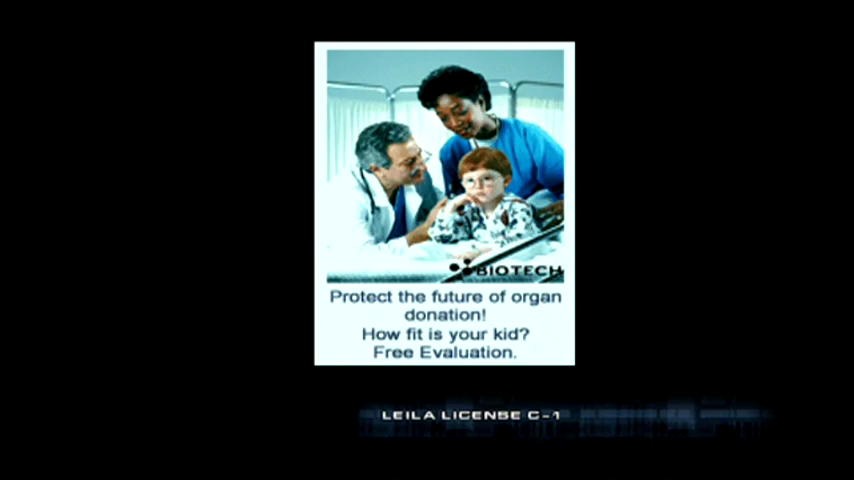 BIOTECH
Protect the future of organ
donation!
How fit is your kid?
Free Evaluation.
LEILA LICENSE C-1